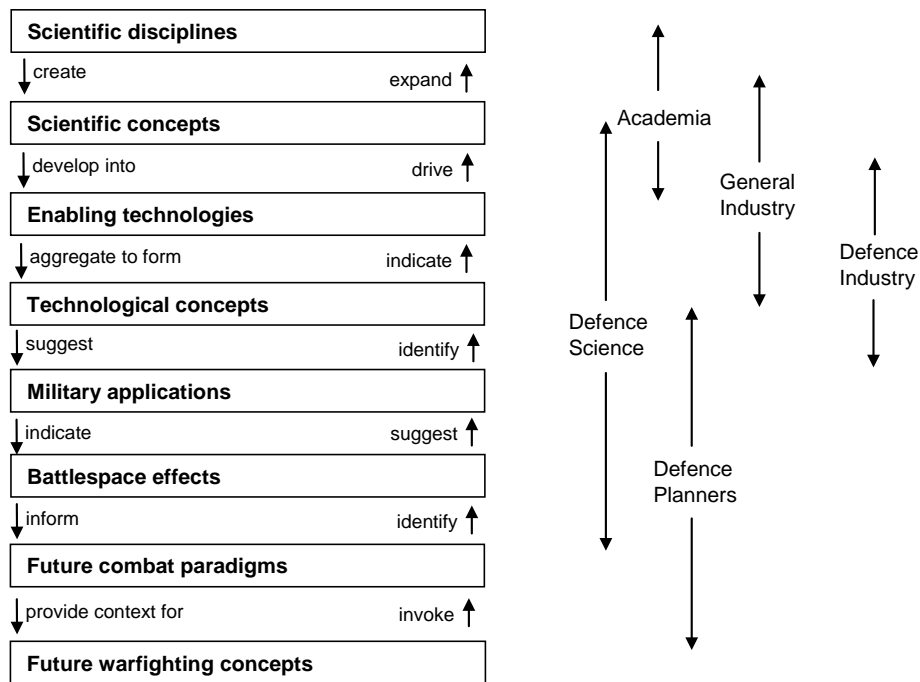 Scientific disciplines
create
expand
Scientific concepts
develop into
drive
Enabling technologies
aggregate to form
indicate
Technological concepts
suggest
identify
Military applications
indicate
suggest
Battlespace effects
inform
identify
Future combat paradigms
provide context for
invoke
Future warfighting concepts
Academia
General
Industry
Defence
Industry
Defence
Science
Defence
Planners